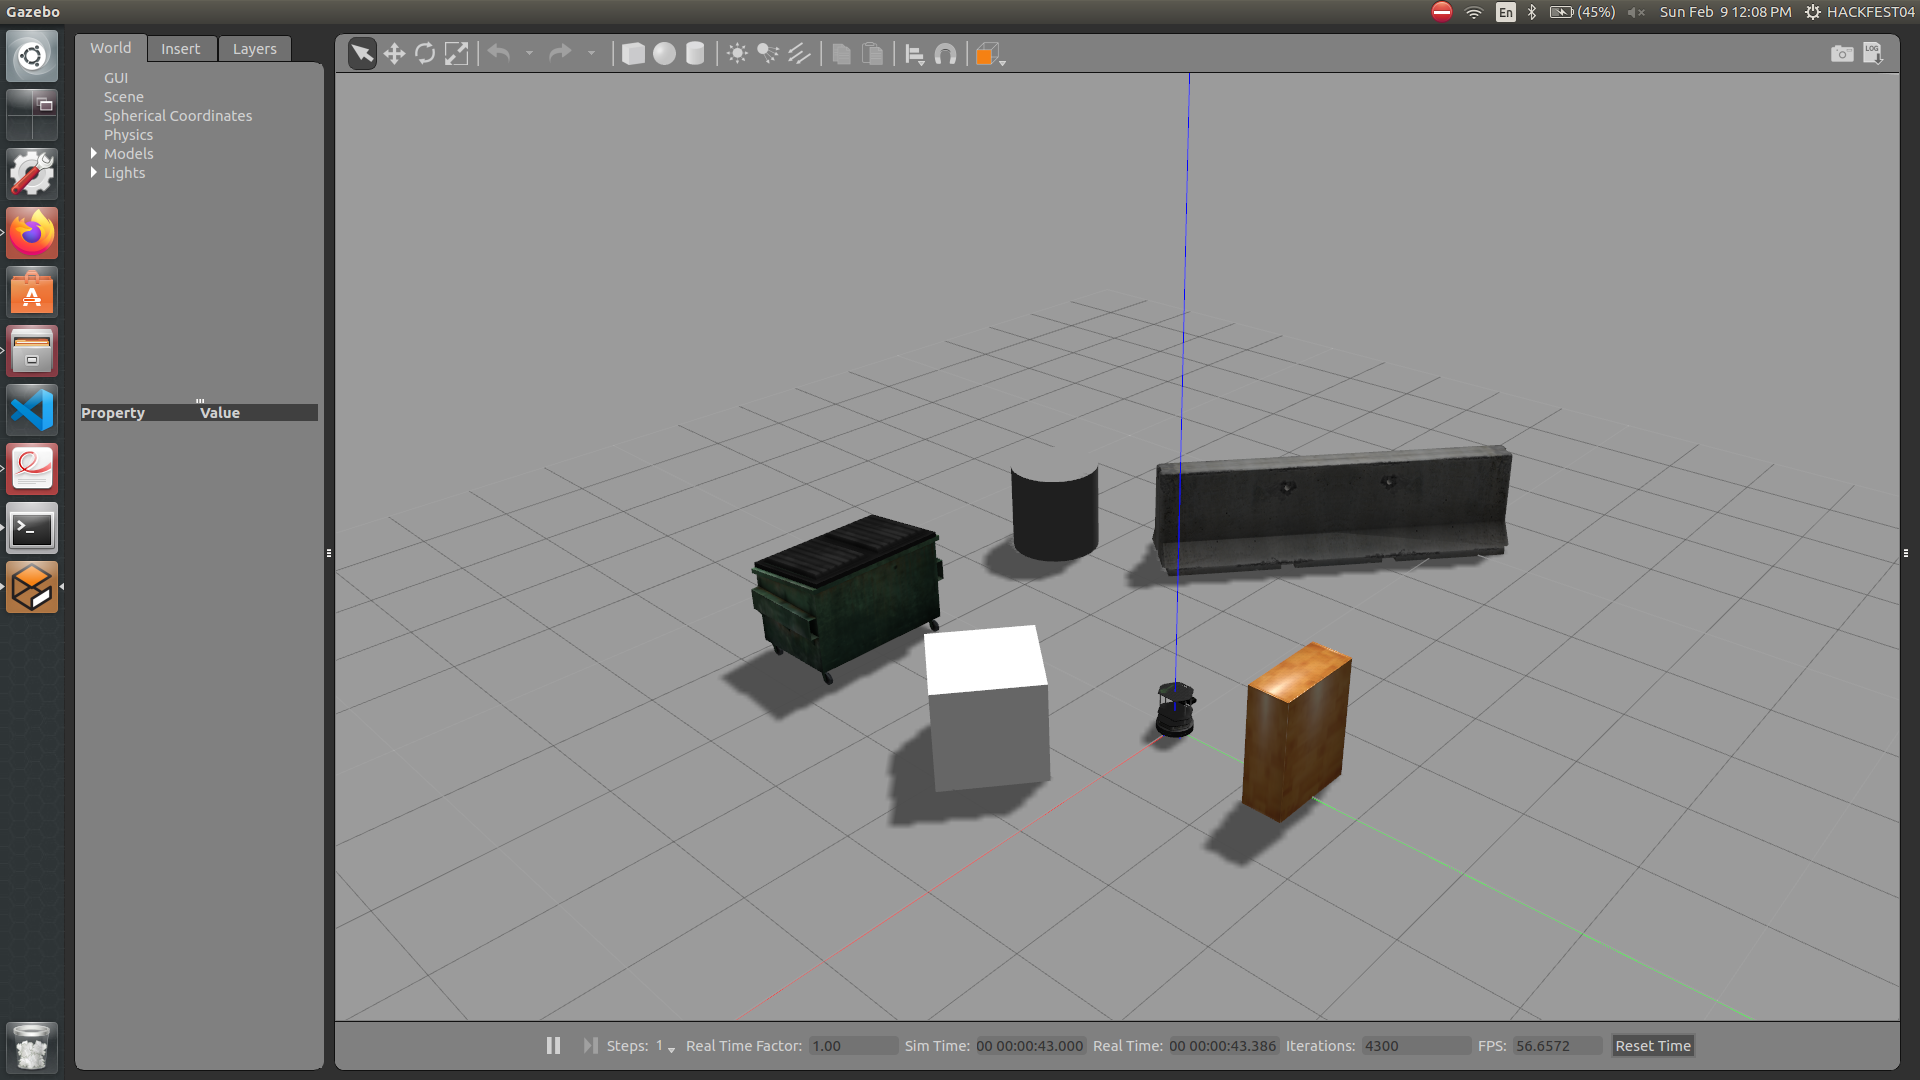 Gazebo
En
(45%)
Sun Feb 9 12:08 PM
HACKFEST04
World
Insert
Layers
LOG
GUI
Scene
Spherical Coordinates
Physics
Models
Lights
Property
Value
Steps: 1
Real Time Factor: 1.00
Sim Time: 00 00:00:43.000
Real Time: 00 00:00:43.386
Iterations: 4300
FPS: 56.6572
Reset Time